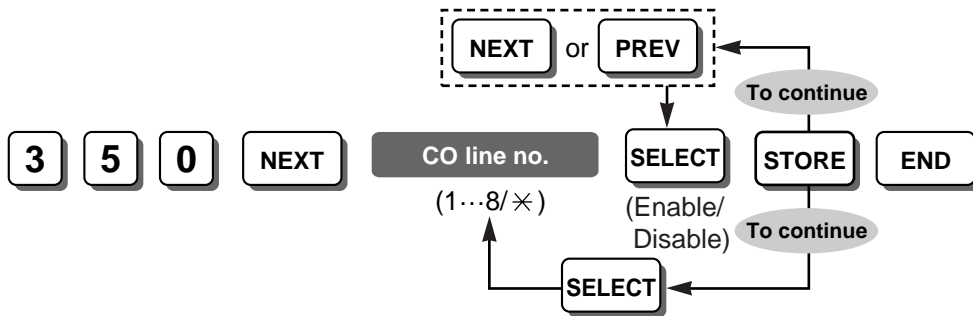 NEXT or PREV
To continue
3 5 0 NEXT CO line no. SELECT STORE END
(1···8/✳)
(Enable/
Disable)
To continue
SELECT